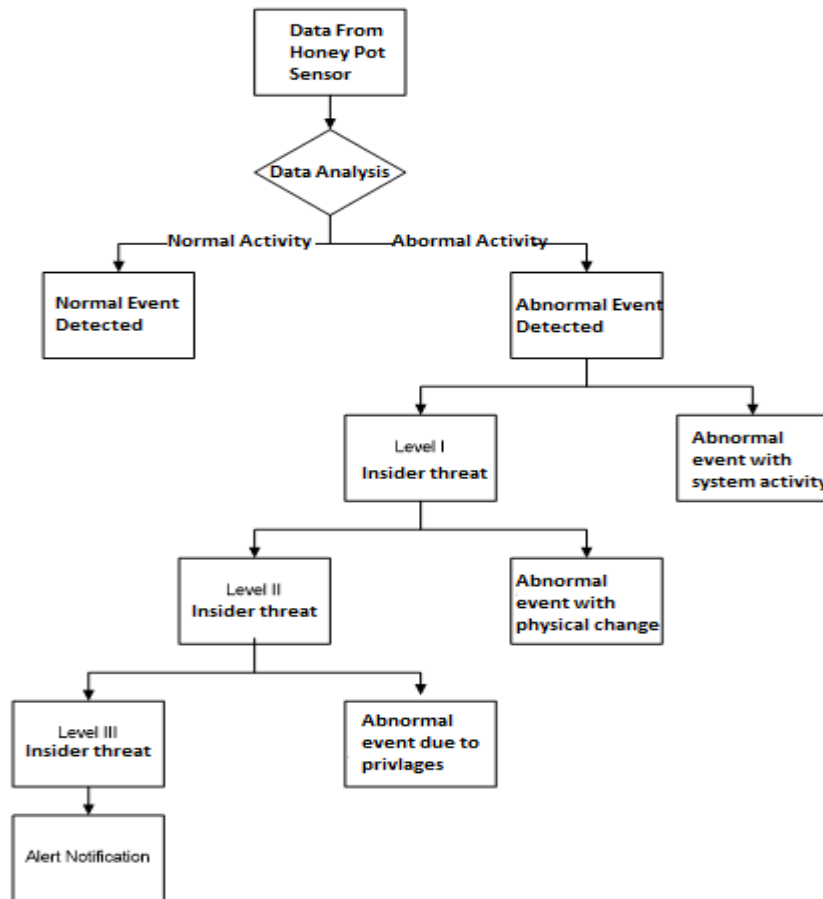 Data From
Honey Pot
Sensor
Data Analysis
Normal Activity
Abormal Activity
Normal Event
Detected
Abnormal Event
Detected
Level I
Insider threat
Abnormal
event with
system activity
Level II
Insider threat
Abnormal
event with
physical change
Level III
Insider threat
Abnormal
event due to
privlages
Alert Notification